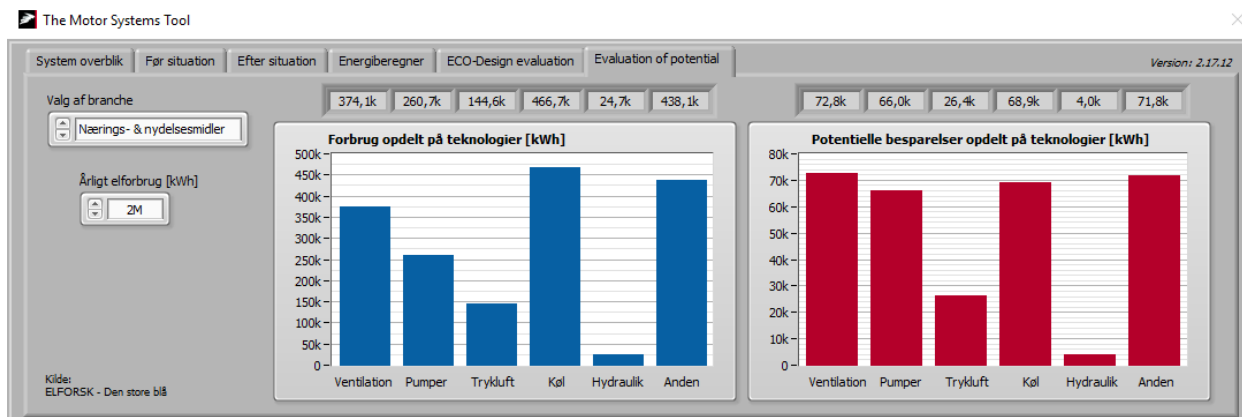 The Motor Systems Tool
System overblik Før situation Efter situation Energiberegner ECO-Design evaluation Evaluation of potential
Version: 2.17.12
Valg af branche
Nærings- & nydelsesmidler
Årligt elforbrug [kWh]
2M
Kilde:
ELFORSK - Den store blå
374,1k 260,7k 144,6k 466,7k 24,7k 438,1k
Forbrug opdelt på teknologier [kWh]
500k
450k
400k
350k
300k
250k
200k
150k
100k
50k
0
Ventilation Pumper Trykluft Køl Hydraulik Anden
72,8k 66,0k 26,4k 68,9k 4,0k 71,8k
Potentielle besparelser opdelt på teknologier [kWh]
80k
70k
60k
50k
40k
30k
20k
10k
0
Ventilation Pumper Trykluft Køl Hydraulik Anden